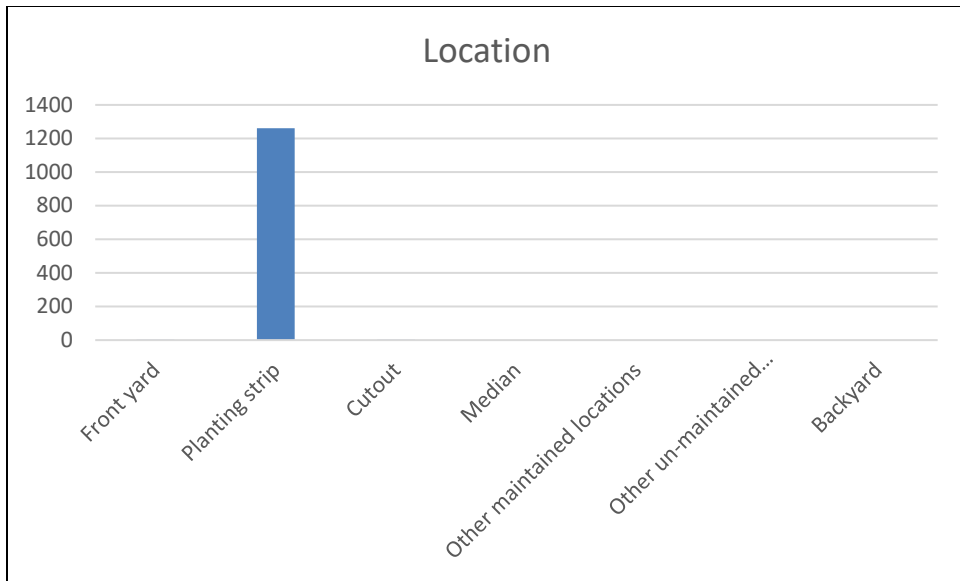 Location
1400
1200
1000
800
600
400
200
0
Front yard
Planting strip
Cutout
Median
Other maintained locations
Other un-maintained...
Backyard